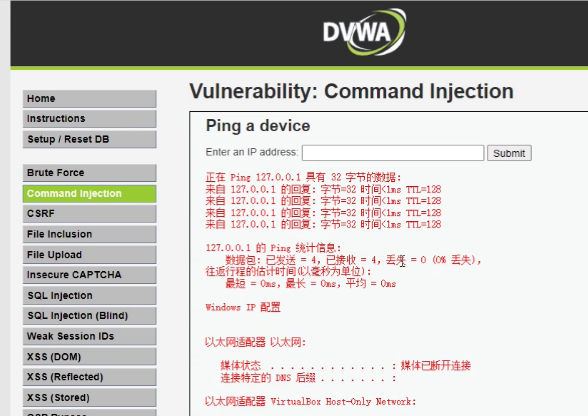 DVWA
Vulnerability: Command Injection
Home
Instructions
Setup / Reset DB
Brute Force
Command Injection
CSRF
File Inclusion
File Upload
Insecure CAPTCHA
SQL Injection
SQL Injection (Blind)
Weak Session IDs
XSS (DOM)
XSS (Reflected)
XSS (Stored)
Ping a device
Enter an IP address: Submit
正在 Ping 127.0.0.1 具有 32 字节的数据:
来自 127.0.0.1 的回复: 字节=32 时间<1ms TTL=128
来自 127.0.0.1 的回复: 字节=32 时间<1ms TTL=128
来自 127.0.0.1 的回复: 字节=32 时间<1ms TTL=128
来自 127.0.0.1 的回复: 字节=32 时间<1ms TTL=128
127.0.0.1 的 Ping 统计信息:
数据包: 已发送 = 4, 已接收 = 4, 丢失 = 0 (0% 丢失),
往返行程的估计时间(以毫秒为单位):
最短 = 0ms, 最长 = 0ms, 平均 = 0ms
Windows IP 配置
以太网适配器 以太网:
媒体状态 . . . . . . . . . . . . : 媒体已断开连接
连接特定的 DNS 后缀 . . . . . . . :
以太网适配器 VirtualBox Host-Only Network: